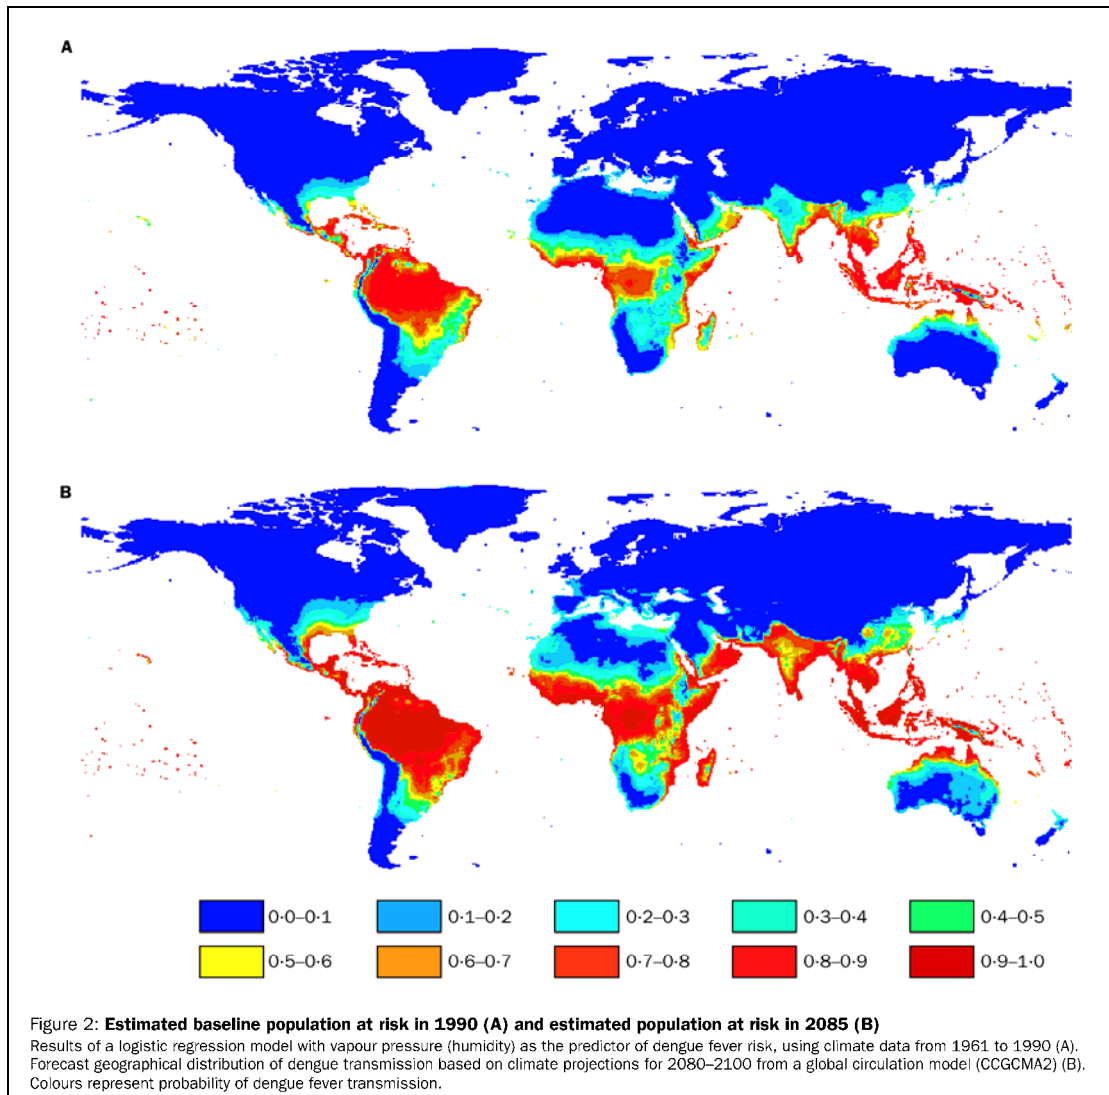 A
B
0·0–0·1 0·1–0·2 0·2–0·3 0·3–0·4 0·4–0·5
0·5–0·6 0·6–0·7 0·7–0·8 0·8–0·9 0·9–1·0
Figure 2: Estimated baseline population at risk in 1990 (A) and estimated population at risk in 2085 (B)
Results of a logistic regression model with vapour pressure (humidity) as the predictor of dengue fever risk, using climate data from 1961 to 1990 (A).
Forecast geographical distribution of dengue transmission based on climate projections for 2080–2100 from a global circulation model (CCGCMA2) (B).
Colours represent probability of dengue fever transmission.